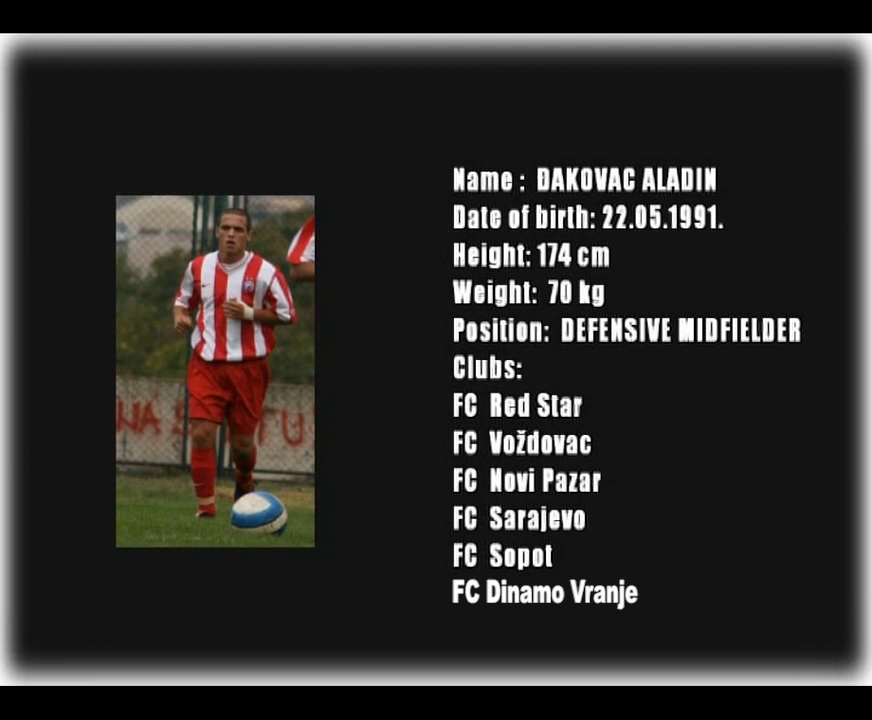 Name : ĐAKOVAC ALADIN
Date of birth: 22.05.1991.
Height: 174 cm
Weight: 70 kg
Position: DEFENSIVE MIDFIELDER
Clubs:
FC Red Star
FC Voždovac
FC Novi Pazar
FC Sarajevo
FC Sopot
FC Dinamo Vranje